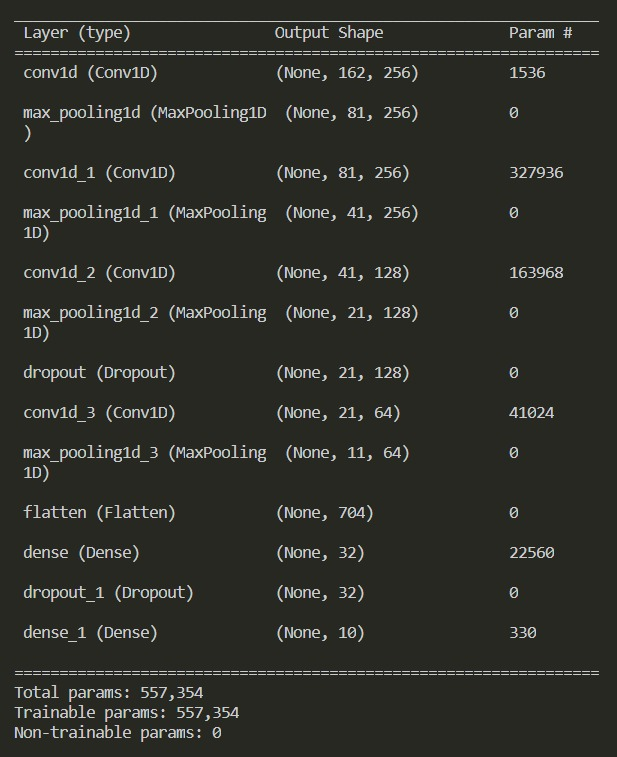 Layer (type) Output Shape Param #
conv1d (Conv1D) (None, 162, 256) 1536
max_pooling1d (MaxPooling1D (None, 81, 256) 0
)
conv1d_1 (Conv1D) (None, 81, 256) 327936
max_pooling1d_1 (MaxPooling (None, 41, 256) 0
1D)
conv1d_2 (Conv1D) (None, 41, 128) 163968
max_pooling1d_2 (MaxPooling (None, 21, 128) 0
1D)
dropout (Dropout) (None, 21, 128) 0
conv1d_3 (Conv1D) (None, 21, 64) 41024
max_pooling1d_3 (MaxPooling (None, 11, 64) 0
1D)
flatten (Flatten) (None, 704) 0
dense (Dense) (None, 32) 22560
dropout_1 (Dropout) (None, 32) 0
dense_1 (Dense) (None, 10) 330
Total params: 557,354
Trainable params: 557,354
Non-trainable params: 0